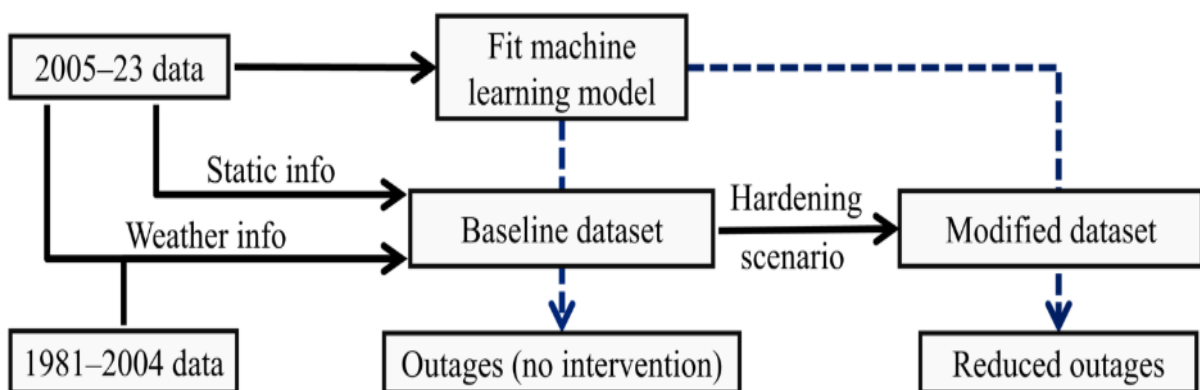 2005–23 data
Fit machine
learning model
Static info
Weather info
Baseline dataset
Hardening
scenario
Modified dataset
1981–2004 data
Outages (no intervention)
Reduced outages